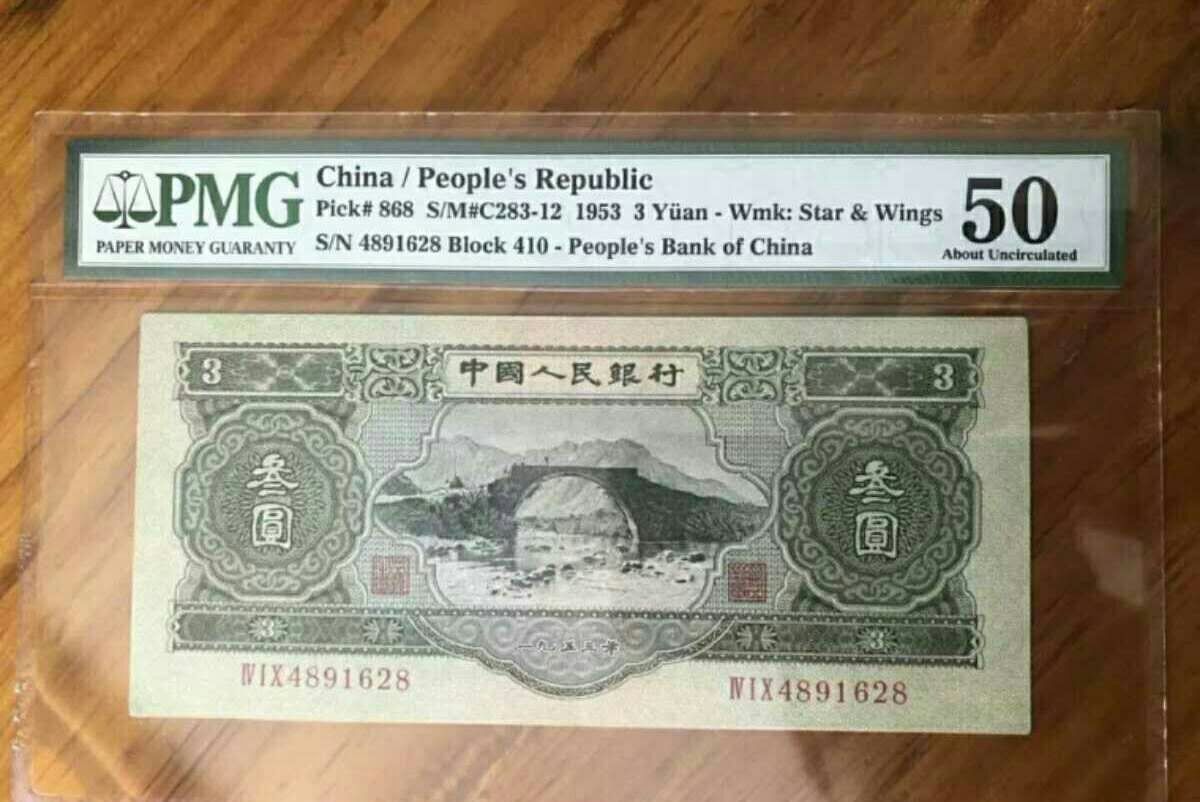 PMG
PAPER MONEY GUARANTY
China / People's Republic
Pick# 868 S/M#C283-12 1953 3 Yüan - Wmk: Star & Wings
S/N 4891628 Block 410 - People's Bank of China
50
About Uncirculated
3 中國人民銀行 3
叁圓 叁圓
一九五三年
3 3
ⅣⅠⅩ4891628 ⅣⅠⅩ4891628